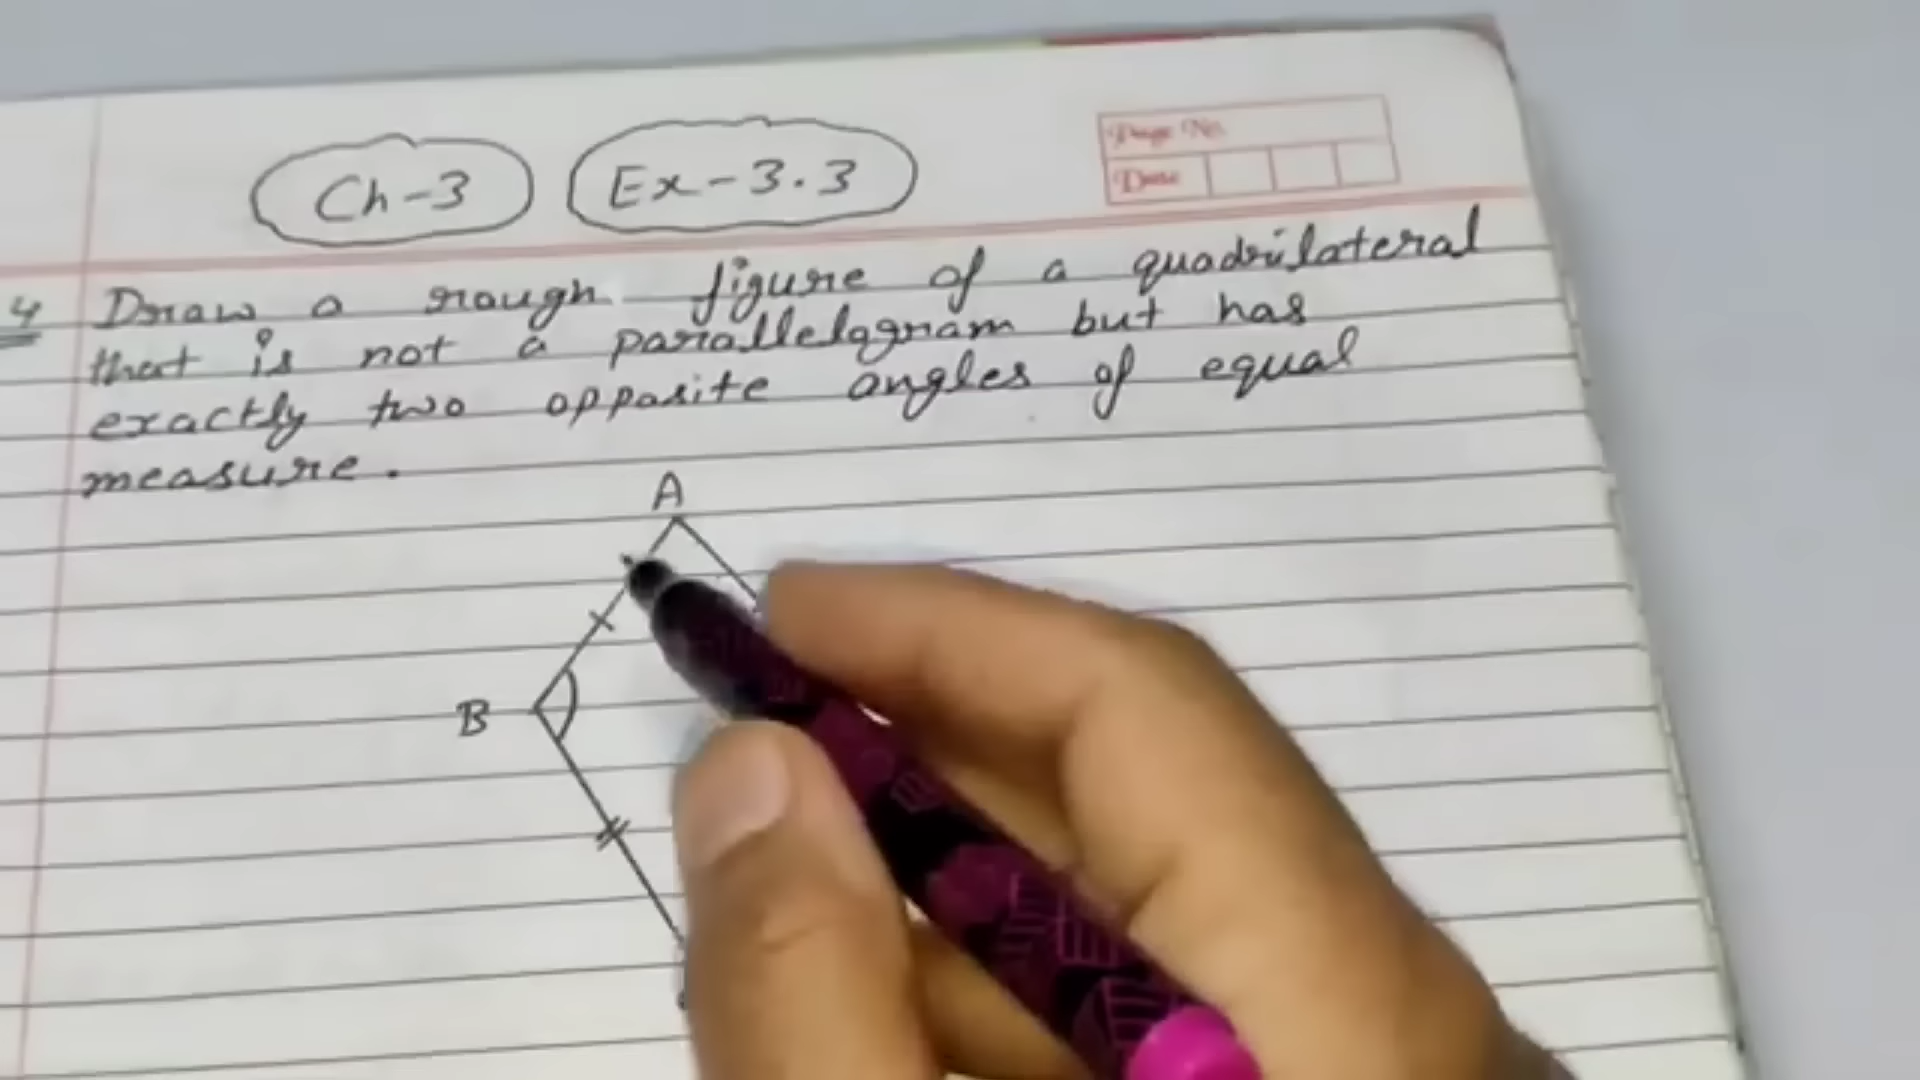 Ch-3 Ex-3.3
Page No.
Date
4 Draw a rough figure of a quadrilateral
that is not a parallelogram but has
exactly two opposite angles of equal
measure.
A
B